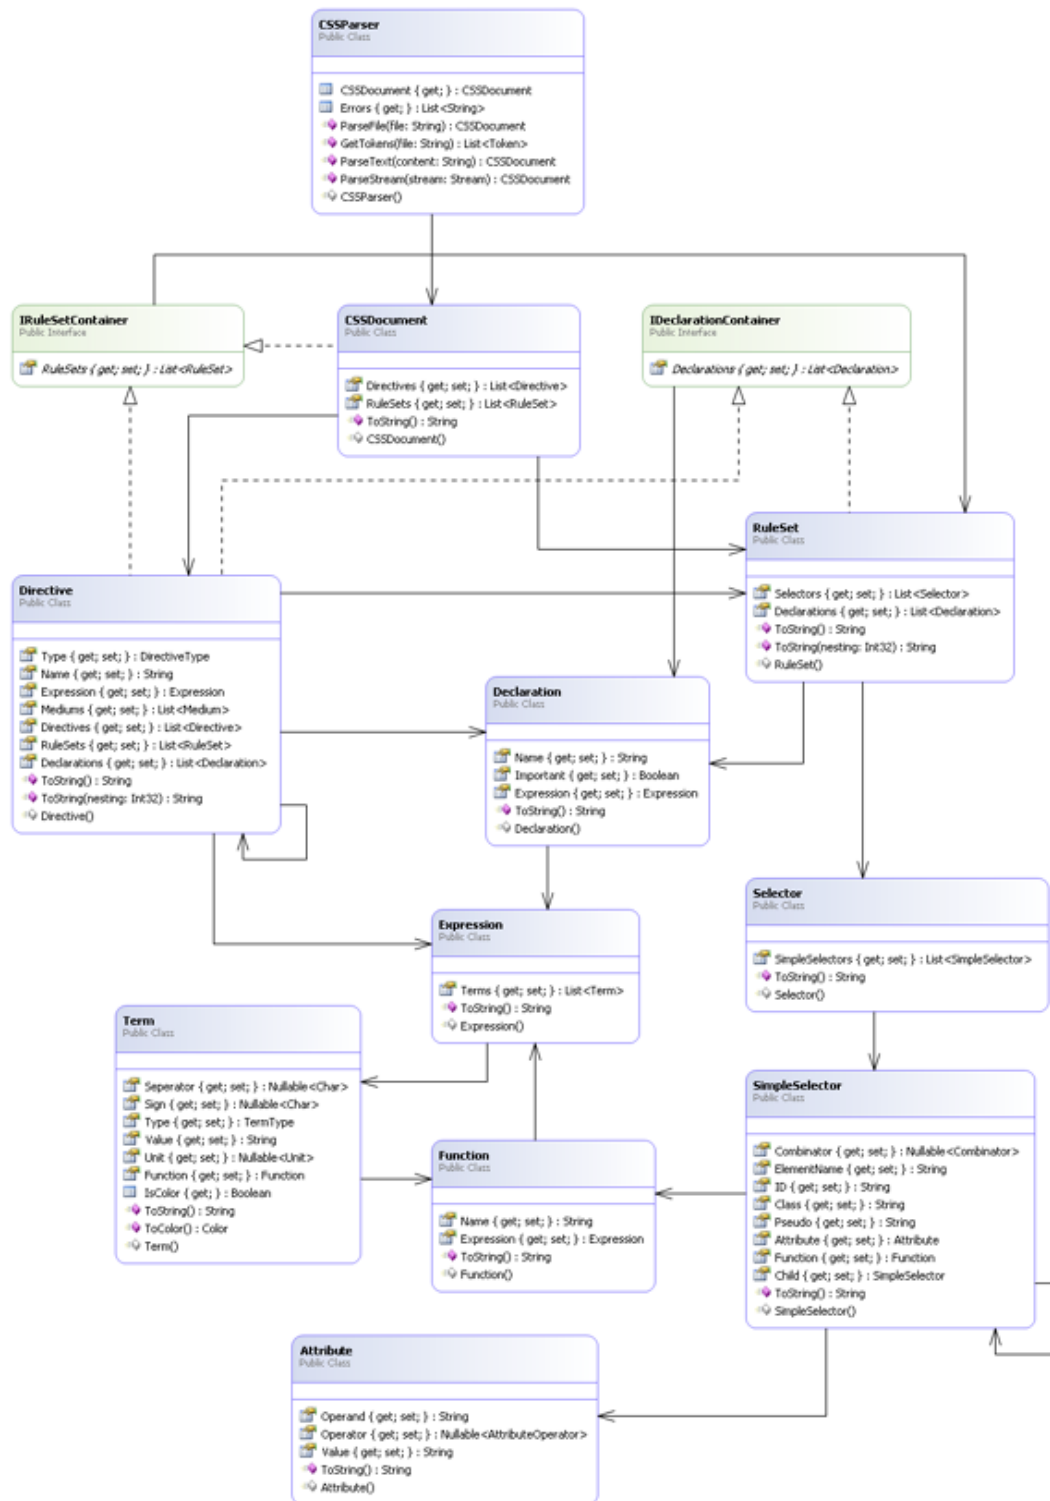 CSSParser
Public Class
CSSDocument { get; } : CSSDocument
Errors { get; } : List<String>
ParseFile(file: String) : CSSDocument
GetTokens(file: String) : List<Token>
ParseText(content: String) : CSSDocument
ParseStream(stream: Stream) : CSSDocument
CSSParser()
IRuleSetContainer
Public Interface
RuleSets { get; set; } : List<RuleSet>
CSSDocument
Public Class
Directives { get; set; } : List<Directive>
RuleSets { get; set; } : List<RuleSet>
ToString() : String
CSSDocument()
IDeclarationContainer
Public Interface
Declarations { get; set; } : List<Declaration>
RuleSet
Public Class
Selectors { get; set; } : List<Selector>
Declarations { get; set; } : List<Declaration>
ToString() : String
ToString(nesting: Int32) : String
RuleSet()
Directive
Public Class
Type { get; set; } : DirectiveType
Name { get; set; } : String
Expression { get; set; } : Expression
Mediums { get; set; } : List<Medium>
Directives { get; set; } : List<Directive>
RuleSets { get; set; } : List<RuleSet>
Declarations { get; set; } : List<Declaration>
ToString() : String
ToString(nesting: Int32) : String
Directive()
Declaration
Public Class
Name { get; set; } : String
Important { get; set; } : Boolean
Expression { get; set; } : Expression
ToString() : String
Declaration()
Selector
Public Class
SimpleSelectors { get; set; } : List<SimpleSelector>
ToString() : String
Selector()
Expression
Public Class
Terms { get; set; } : List<Term>
ToString() : String
Expression()
Term
Public Class
Seperator { get; set; } : Nullable<Char>
Sign { get; set; } : Nullable<Char>
Type { get; set; } : TermType
Value { get; set; } : String
Unit { get; set; } : Nullable<Unit>
Function { get; set; } : Function
IsColor { get; } : Boolean
ToString() : String
ToColor() : Color
Term()
SimpleSelector
Public Class
Combinator { get; set; } : Nullable<Combinator>
ElementName { get; set; } : String
ID { get; set; } : String
Class { get; set; } : String
Pseudo { get; set; } : String
Attribute { get; set; } : Attribute
Function { get; set; } : Function
Child { get; set; } : SimpleSelector
ToString() : String
SimpleSelector()
Function
Public Class
Name { get; set; } : String
Expression { get; set; } : Expression
ToString() : String
Function()
Attribute
Public Class
Operand { get; set; } : String
Operator { get; set; } : Nullable<AttributeOperator>
Value { get; set; } : String
ToString() : String
Attribute()